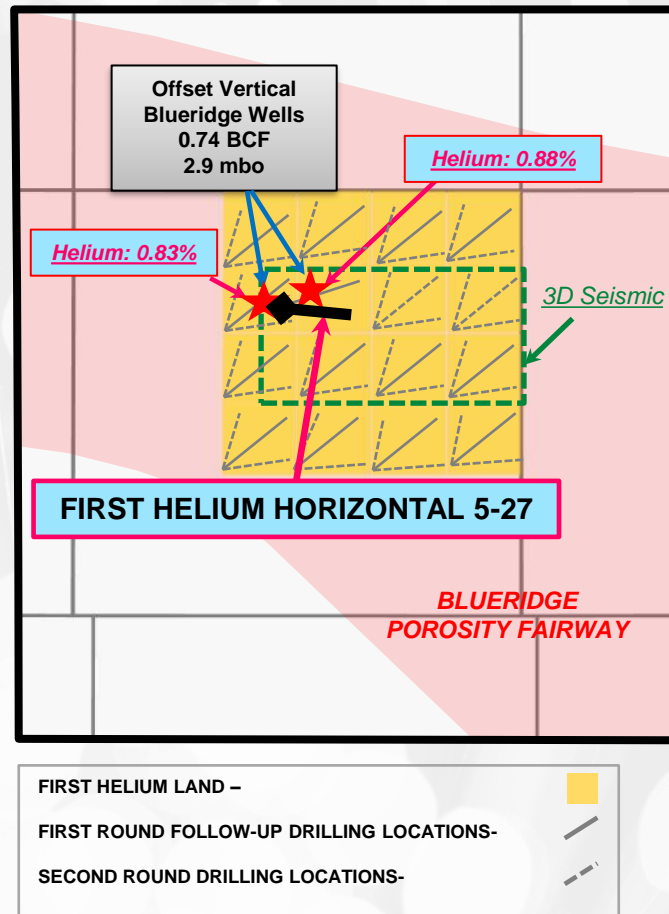 Offset Vertical
Blueridge Wells
0.74 BCF
2.9 mbo
Helium: 0.88%
Helium: 0.83%
3D Seismic
FIRST HELIUM HORIZONTAL 5-27
BLUERIDGE
POROSITY FAIRWAY
FIRST HELIUM LAND –
FIRST ROUND FOLLOW-UP DRILLING LOCATIONS-
SECOND ROUND DRILLING LOCATIONS-